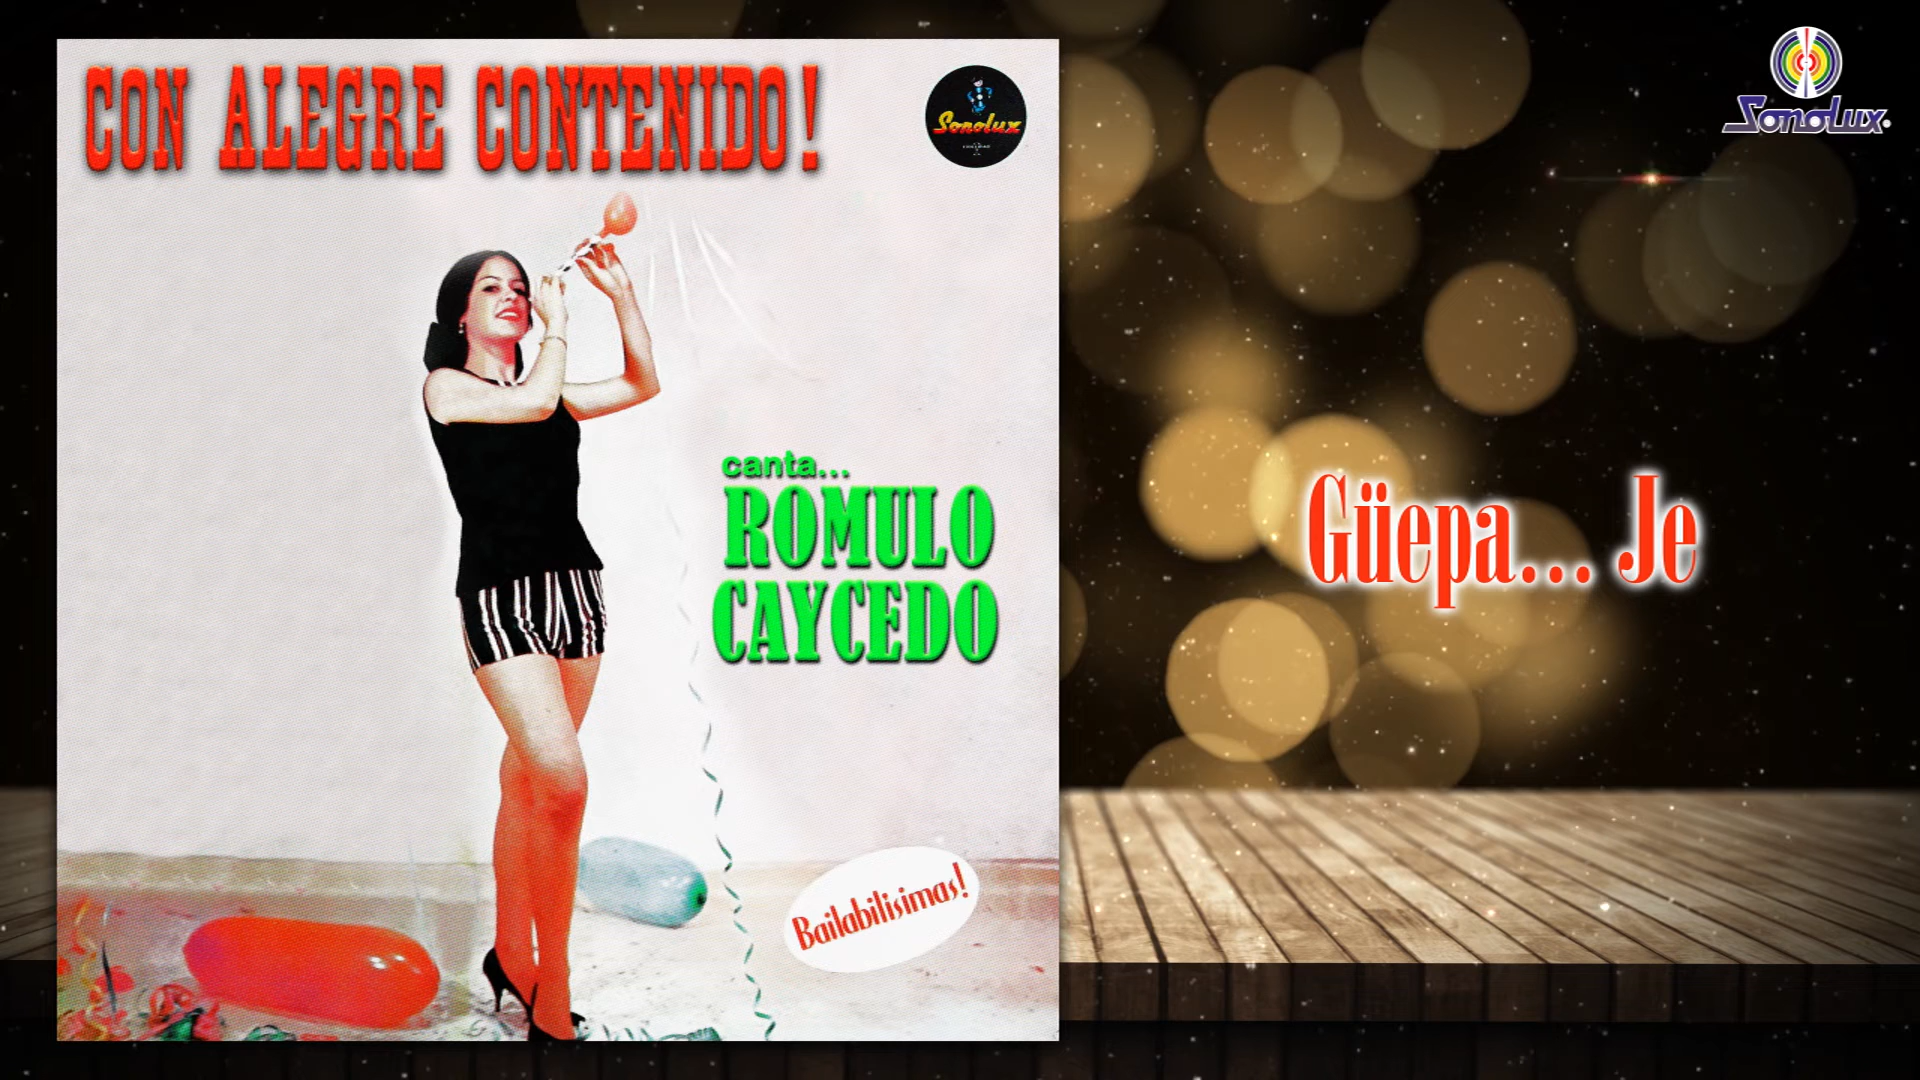 CON ALEGRE CONTENIDO!
Sonolux
canta...
ROMULO
CAYCEDO
Bailabilisimas!
SonoLux
Güepa... Je